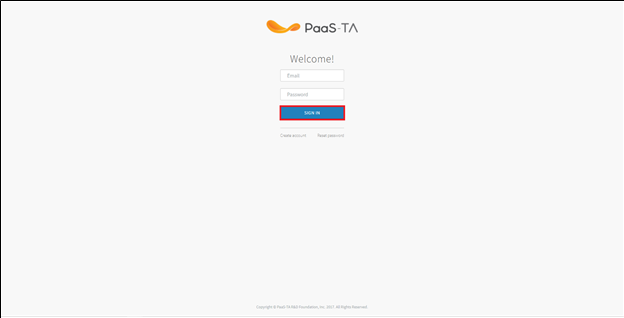 PaaS-TA
Welcome!
Email
Password
SIGN IN
Create account Reset password
Copyright © PaaS-TA R&D Foundation, Inc. 2017. All Rights Reserved.